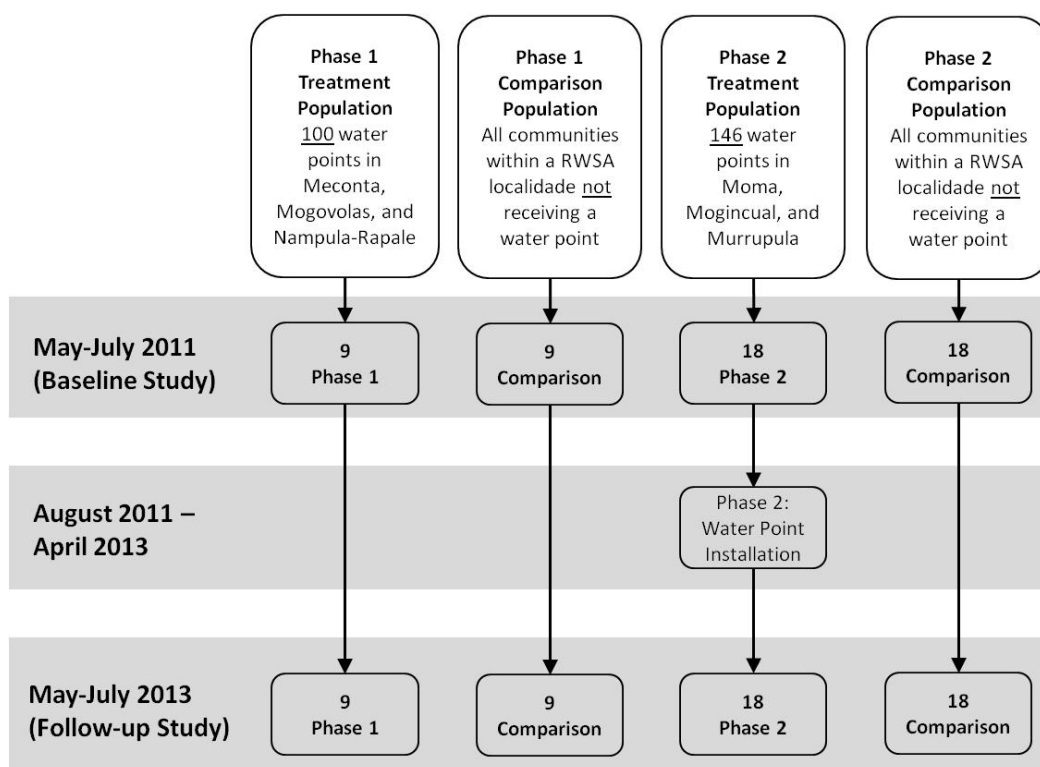 Phase 1
Treatment
Population
100 water
points in
Meconta,
Mogovolas, and
Nampula-Rapale
Phase 1
Comparison
Population
All communities
within a RWSA
localidade not
receiving a
water point
Phase 2
Treatment
Population
146 water
points in
Moma,
Mogincual, and
Murrupula
Phase 2
Comparison
Population
All communities
within a RWSA
localidade not
receiving a
water point
May-July 2011
(Baseline Study)
9
Phase 1
9
Comparison
18
Phase 2
18
Comparison
August 2011 –
April 2013
Phase 2:
Water Point
Installation
May-July 2013
(Follow-up Study)
9
Phase 1
9
Comparison
18
Phase 2
18
Comparison